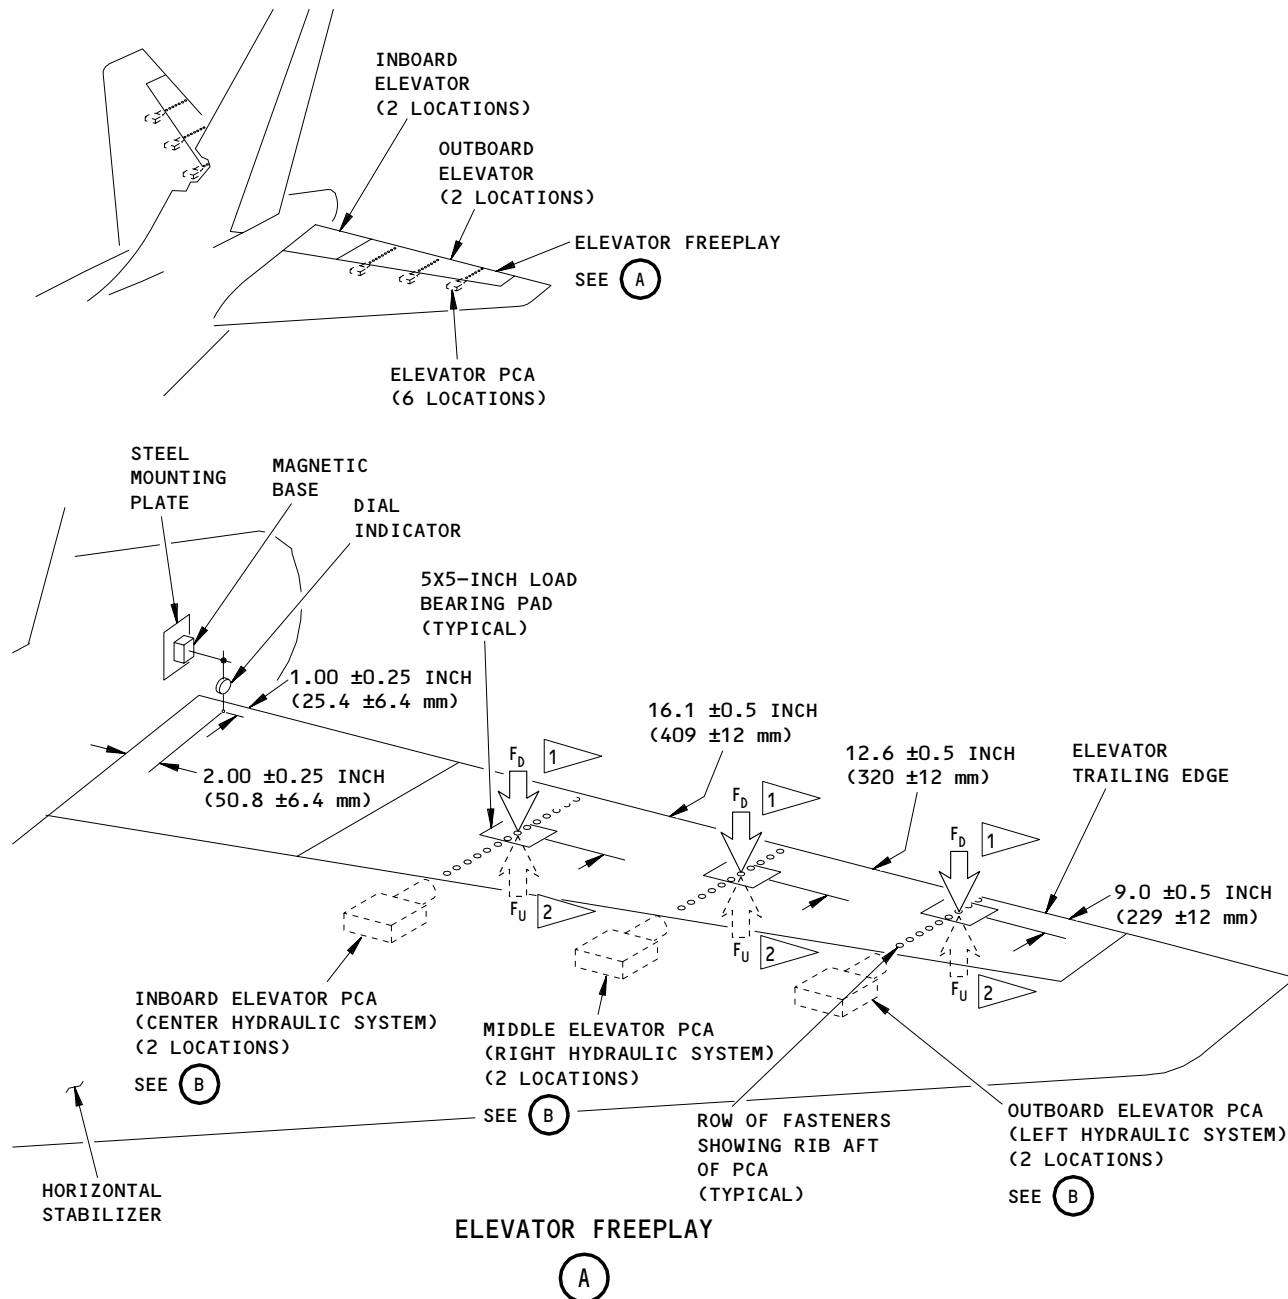 INBOARD
ELEVATOR
(2 LOCATIONS)
OUTBOARD
ELEVATOR
(2 LOCATIONS)
ELEVATOR FREEPLAY
SEE A
ELEVATOR PCA
(6 LOCATIONS)
STEEL
MOUNTING
PLATE
MAGNETIC
BASE
DIAL
INDICATOR
5X5-INCH LOAD
BEARING PAD
(TYPICAL)
1.00 ±0.25 INCH
(25.4 ±6.4 mm)
2.00 ±0.25 INCH
(50.8 ±6.4 mm)
16.1 ±0.5 INCH
(409 ±12 mm)
12.6 ±0.5 INCH
(320 ±12 mm)
ELEVATOR
TRAILING EDGE
9.0 ±0.5 INCH
(229 ±12 mm)
FD 1
FD 1
FD 1
FU 2
FU 2
FU 2
INBOARD ELEVATOR PCA
(CENTER HYDRAULIC SYSTEM)
(2 LOCATIONS)
SEE B
MIDDLE ELEVATOR PCA
(RIGHT HYDRAULIC SYSTEM)
(2 LOCATIONS)
SEE B
ROW OF FASTENERS
SHOWING RIB AFT
OF PCA
(TYPICAL)
OUTBOARD ELEVATOR PCA
(LEFT HYDRAULIC SYSTEM)
(2 LOCATIONS)
SEE B
HORIZONTAL
STABILIZER
ELEVATOR FREEPLAY
A